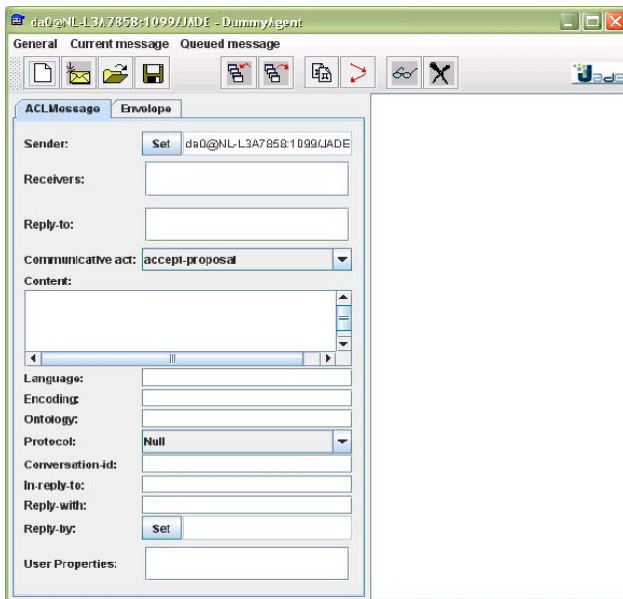 da0@NL-L3A7858:1099/JADE - DummyAgent
General Current message Queued message
Jade
ACLMessage Envelope
Sender: Set da0@NL-L3A7858:1099/JADE
Receivers:
Reply-to:
Communicative act: accept-proposal
Content:
Language:
Encoding:
Ontology:
Protocol: Null
Conversation-id:
In-reply-to:
Reply-with:
Reply-by: Set
User Properties: